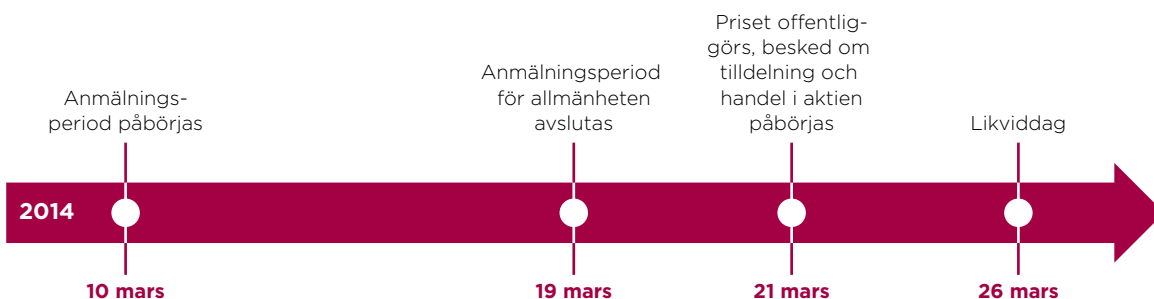 Anmälnings-
period påbörjas
Anmälningsperiod
för allmänheten
avslutas
Priset offentlig-
görs, besked om
tilldelning och
handel i aktien
påbörjas
Likviddag
2014
10 mars
19 mars
21 mars
26 mars